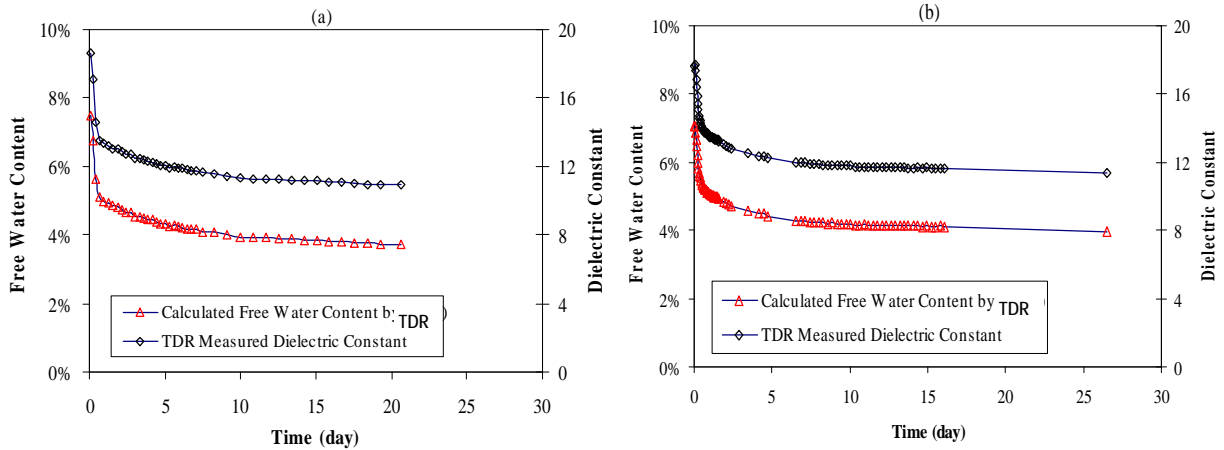 (a)
10%
8%
6%
4%
2%
0%
Free Water Content
20
16
12
8
4
0
Dielectric Constant
Calculated Free Water Content by TDR )
TDR Measured Dielectric Constant
0 5 10 15 20 25 30
Time (day)
(b)
10%
8%
6%
4%
2%
0%
Free Water Content
20
16
12
8
4
0
Dielectric Constant
Calculated Free Water Content by TDR
TDR Measured Dielectric Constant
0 5 10 15 20 25 30
Time (day)